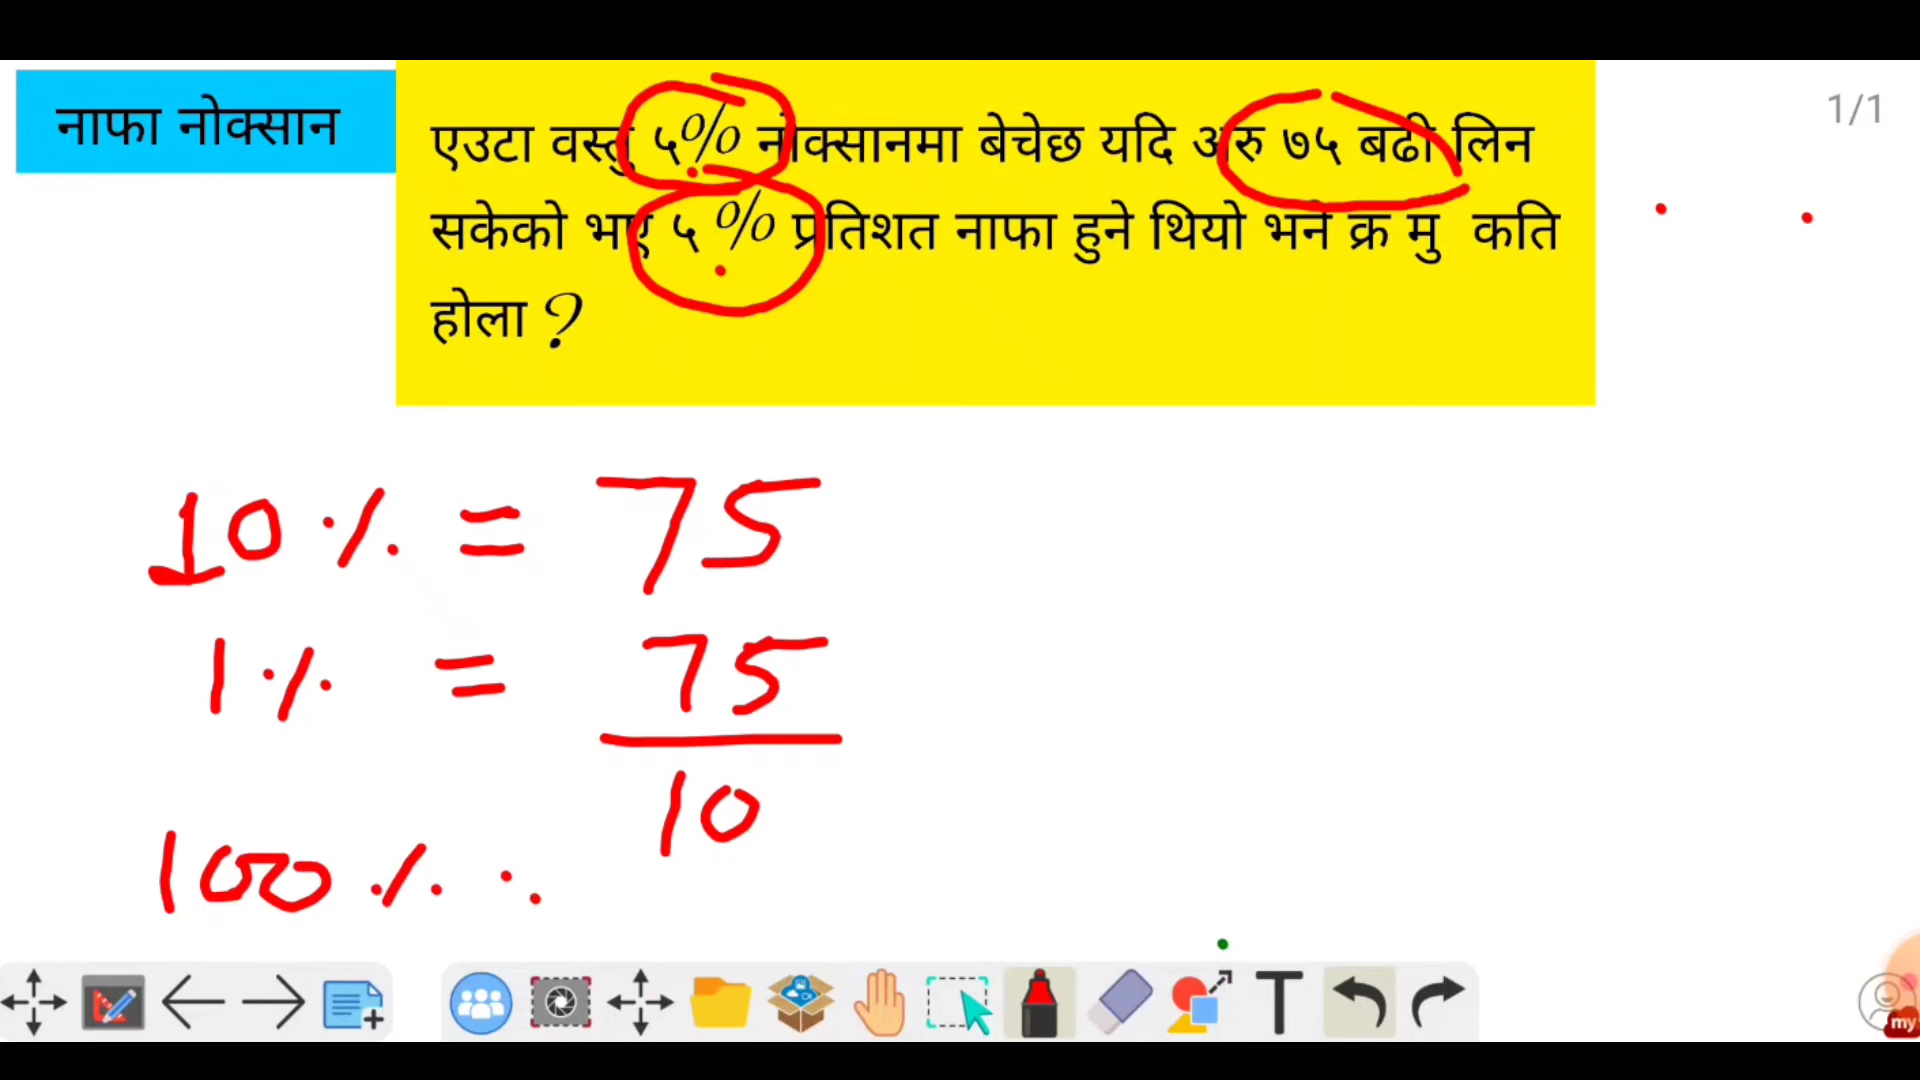 नाफा नोक्सान
1/1
एउटा वस्तु ५% नोक्सानमा बेचेछ यदि अरु ७५ बढी लिन
सकेको भए ५ % प्रतिशत नाफा हुने थियो भने क्र मु कति
होला ?
10 % = 75
1 % = 75
10
100 %
T
my